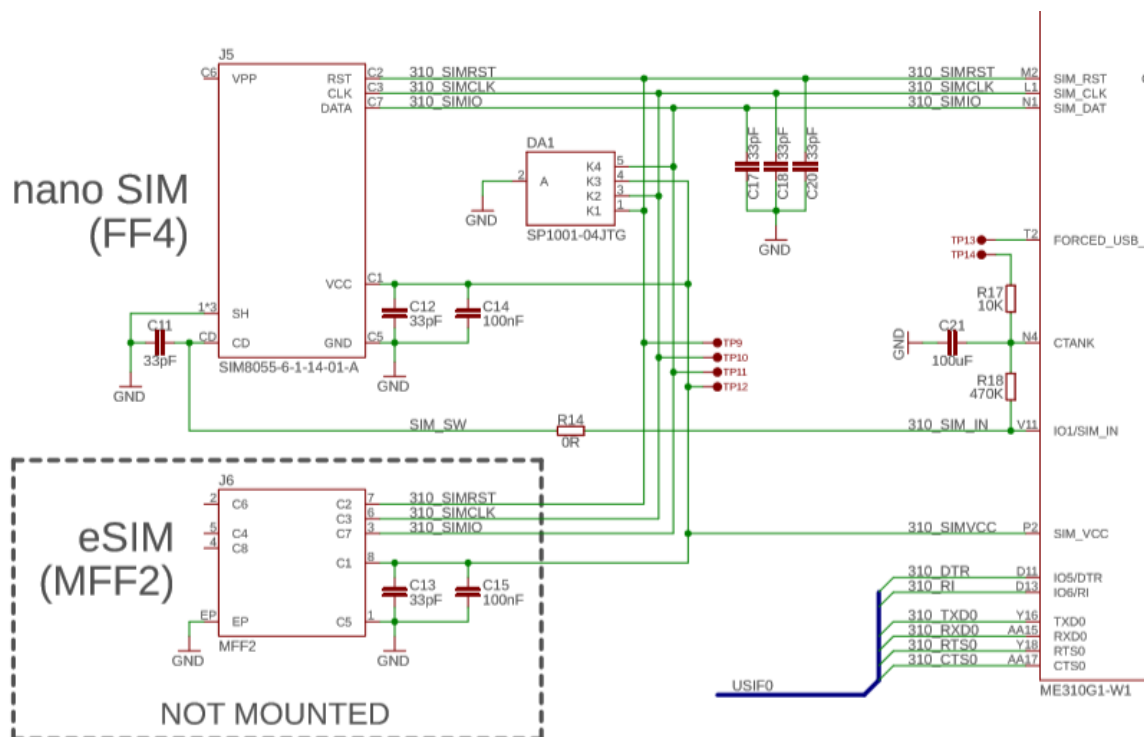 J5
C6
VPP
RST
C2
310_SIMRST
CLK
C3
310_SIMCLK
DATA
C7
310_SIMIO
310_SIMRST
M2
SIM_RST
310_SIMCLK
L1
SIM_CLK
310_SIMIO
N1
SIM_DAT
nano SIM
(FF4)
DA1
2
A
K4
5
K3
4
K2
3
K1
1
SP1001-04JTG
GND
C17
33pF
C18
33pF
C20
33pF
GND
VCC
C1
1*3
SH
CD
CD
GND
C5
SIM8055-6-1-14-01-A
C11
33pF
GND
C12
33pF
C14
100nF
GND
TP9
TP10
TP11
TP12
TP13
TP14
T2
FORCED_USB_
R17
10K
GND
C21
100uF
N4
CTANK
R18
470K
SIM_SW
R14
0R
310_SIM_IN
V11
IO1/SIM_IN
eSIM
(MFF2)
J6
2
C6
5
C4
4
C8
EP
EP
C2
7
310_SIMRST
C3
6
310_SIMCLK
C7
3
310_SIMIO
C1
8
C5
1
MFF2
GND
C13
33pF
C15
100nF
GND
NOT MOUNTED
310_SIMVCC
P2
SIM_VCC
310_DTR
D11
IO5/DTR
310_RI
D13
IO6/RI
310_TXD0
Y16
TXD0
310_RXD0
AA15
RXD0
310_RTS0
Y18
RTS0
310_CTS0
AA17
CTS0
USIF0
ME310G1-W1